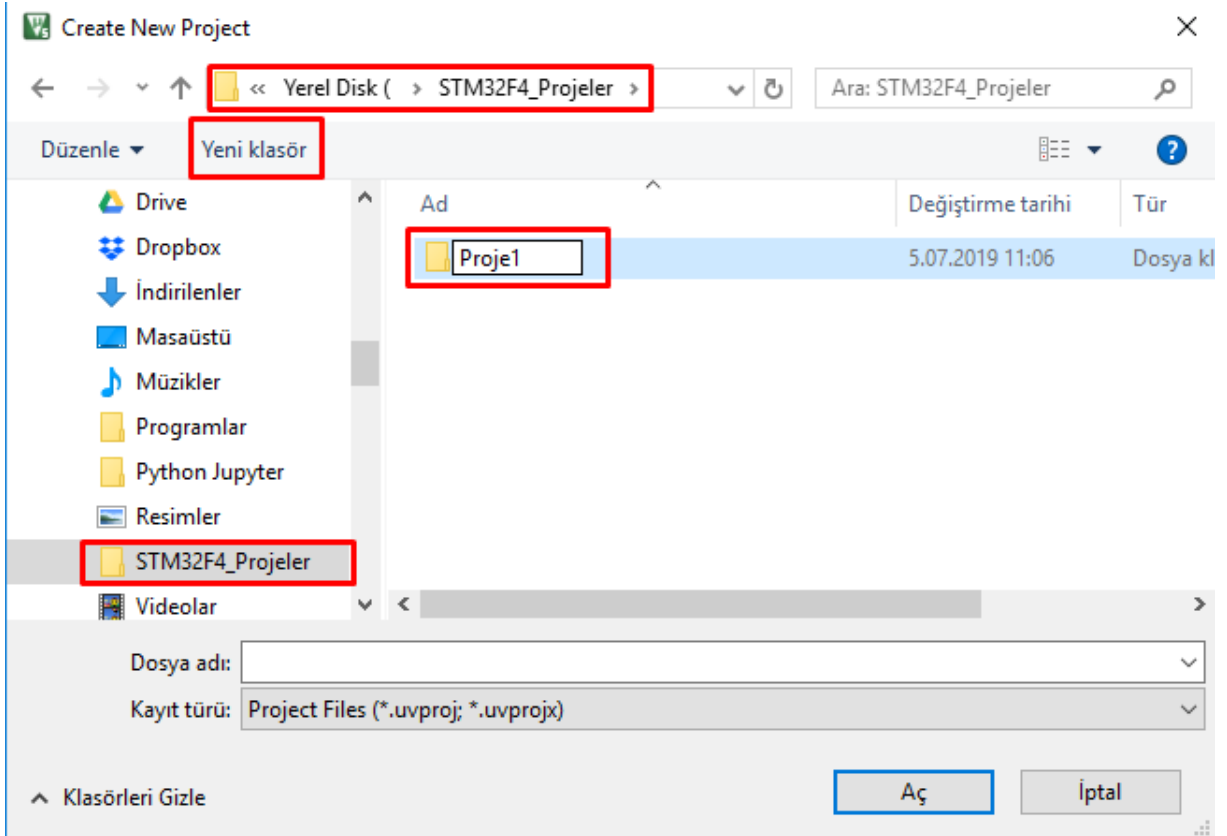 Create New Project
« Yerel Disk ( > STM32F4_Projeler > Ara: STM32F4_Projeler
Düzenle Yeni klasör ?
Drive
Dropbox
İndirilenler
Masaüstü
Müzikler
Programlar
Python Jupyter
Resimler
STM32F4_Projeler
Videolar
Ad Değiştirme tarihi Tür
Proje1 5.07.2019 11:06 Dosya kl
Dosya adı:
Kayıt türü: Project Files (*.uvproj; *.uvprojx)
Klasörleri Gizle Aç İptal